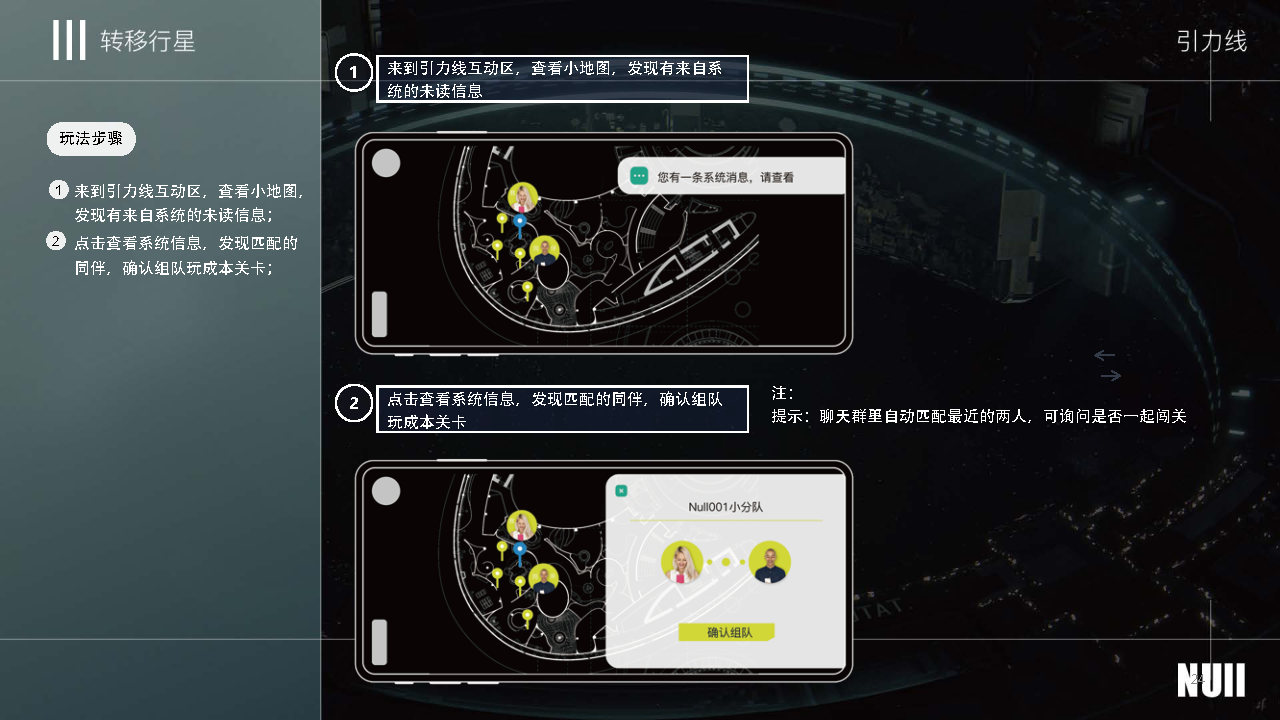 转移行星
引力线
玩法步骤
1 来到引力线互动区，查看小地图，
发现有来自系统的未读信息；
2 点击查看系统信息，发现匹配的
同伴，确认组队玩成本关卡；
1
来到引力线互动区，查看小地图，发现有来自系
统的未读信息
您有一条系统消息，请查看
2
点击查看系统信息，发现匹配的同伴，确认组队
玩成本关卡
注：
提示：聊天群里自动匹配最近的两人，可询问是否一起闯关
Null001小分队
确认组队
NUll
24